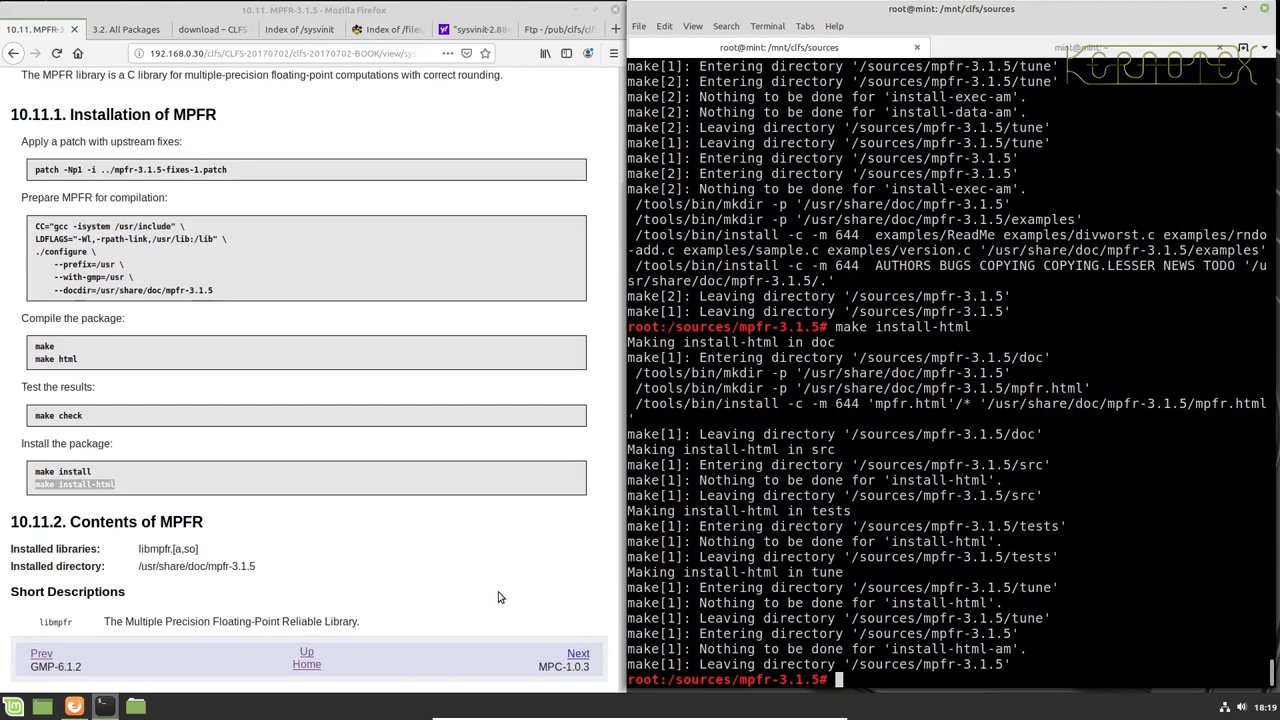 10.11. MPFR-3.1.5 - Mozilla Firefox
10.11. MPFR-3
3.2. All Packages
download – CLFS
Index of /sysvinit
Index of /files
"sysvinit-2.88
Ftp - /pub/clfs/c
192.168.0.30/clfs/CLFS-20170702/clfs-20170702-BOOK/view/sys
The MPFR library is a C library for multiple-precision floating-point computations with correct rounding.
10.11.1. Installation of MPFR
Apply a patch with upstream fixes:
patch -Np1 -i ../mpfr-3.1.5-fixes-1.patch
Prepare MPFR for compilation:
CC="gcc -isystem /usr/include" \
LDFLAGS="-Wl,-rpath-link,/usr/lib:/lib" \
./configure \
--prefix=/usr \
--with-gmp=/usr \
--docdir=/usr/share/doc/mpfr-3.1.5
Compile the package:
make
make html
Test the results:
make check
Install the package:
make install
make install-html
10.11.2. Contents of MPFR
Installed libraries: libmpfr.[a,so]
Installed directory: /usr/share/doc/mpfr-3.1.5
Short Descriptions
libmpfr The Multiple Precision Floating-Point Reliable Library.
Prev Up Next
GMP-6.1.2 Home MPC-1.0.3
root@mint: /mnt/clfs/sources
File Edit View Search Terminal Tabs Help
root@mint: /mnt/clfs/sources
root@mint: ~
make[1]: Entering directory '/sources/mpfr-3.1.5/tune'
make[2]: Entering directory '/sources/mpfr-3.1.5/tune'
make[2]: Nothing to be done for 'install-exec-am'.
make[2]: Nothing to be done for 'install-data-am'.
make[2]: Leaving directory '/sources/mpfr-3.1.5/tune'
make[1]: Leaving directory '/sources/mpfr-3.1.5/tune'
make[1]: Entering directory '/sources/mpfr-3.1.5'
make[2]: Entering directory '/sources/mpfr-3.1.5'
make[2]: Nothing to be done for 'install-exec-am'.
/tools/bin/mkdir -p '/usr/share/doc/mpfr-3.1.5'
/tools/bin/mkdir -p '/usr/share/doc/mpfr-3.1.5/examples'
/tools/bin/install -c -m 644  examples/ReadMe examples/divworst.c examples/rndo
-add.c examples/sample.c examples/version.c '/usr/share/doc/mpfr-3.1.5/examples'
/tools/bin/install -c -m 644  AUTHORS BUGS COPYING COPYING.LESSER NEWS TODO '/u
sr/share/doc/mpfr-3.1.5/.'
make[2]: Leaving directory '/sources/mpfr-3.1.5'
make[1]: Leaving directory '/sources/mpfr-3.1.5'
root:/sources/mpfr-3.1.5# make install-html
Making install-html in doc
make[1]: Entering directory '/sources/mpfr-3.1.5/doc'
/tools/bin/mkdir -p '/usr/share/doc/mpfr-3.1.5'
/tools/bin/mkdir -p '/usr/share/doc/mpfr-3.1.5/mpfr.html'
/tools/bin/install -c -m 644 'mpfr.html'/* '/usr/share/doc/mpfr-3.1.5/mpfr.html
'
make[1]: Leaving directory '/sources/mpfr-3.1.5/doc'
Making install-html in src
make[1]: Entering directory '/sources/mpfr-3.1.5/src'
make[1]: Nothing to be done for 'install-html'.
make[1]: Leaving directory '/sources/mpfr-3.1.5/src'
Making install-html in tests
make[1]: Entering directory '/sources/mpfr-3.1.5/tests'
make[1]: Nothing to be done for 'install-html'.
make[1]: Leaving directory '/sources/mpfr-3.1.5/tests'
Making install-html in tune
make[1]: Entering directory '/sources/mpfr-3.1.5/tune'
make[1]: Nothing to be done for 'install-html'.
make[1]: Leaving directory '/sources/mpfr-3.1.5/tune'
make[1]: Entering directory '/sources/mpfr-3.1.5'
make[1]: Nothing to be done for 'install-html-am'.
make[1]: Leaving directory '/sources/mpfr-3.1.5'
root:/sources/mpfr-3.1.5#
18:19